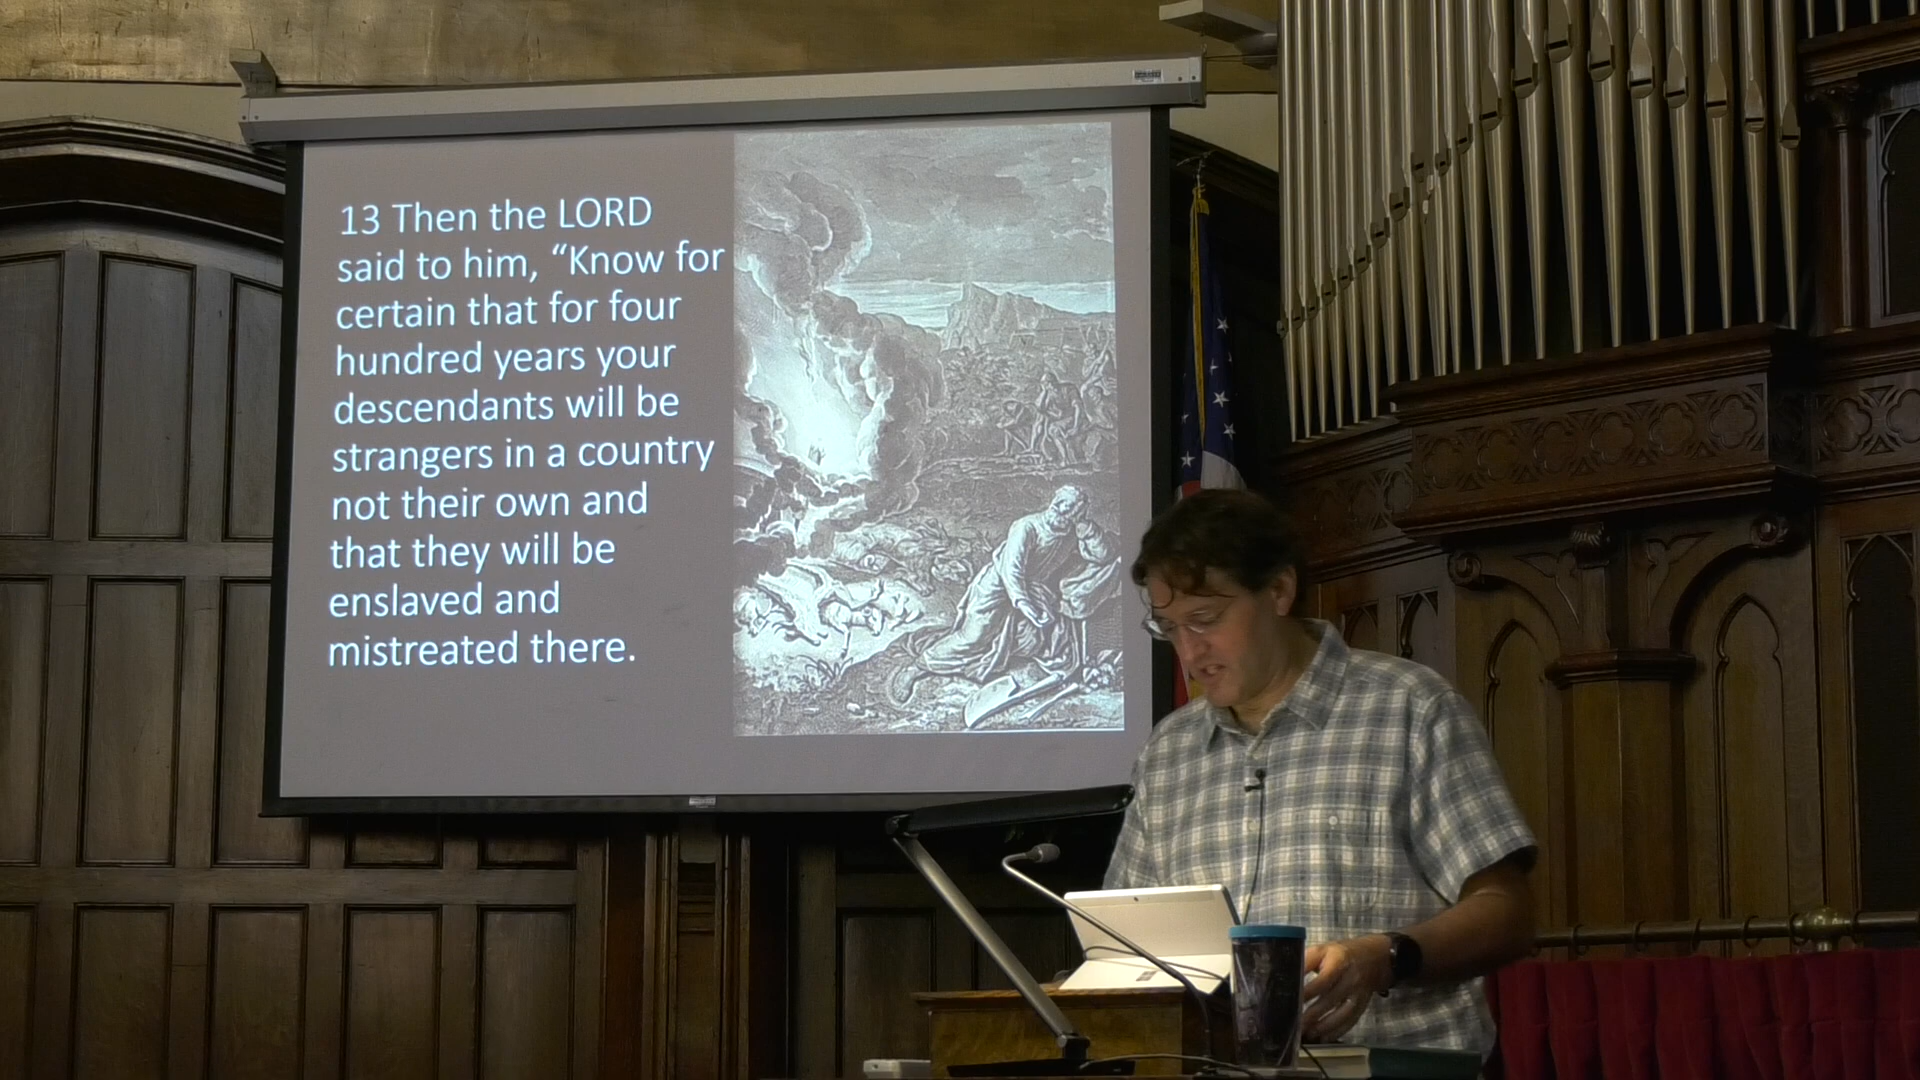 13 Then the LORD
said to him, “Know for
certain that for four
hundred years your
descendants will be
strangers in a country
not their own and
that they will be
enslaved and
mistreated there.